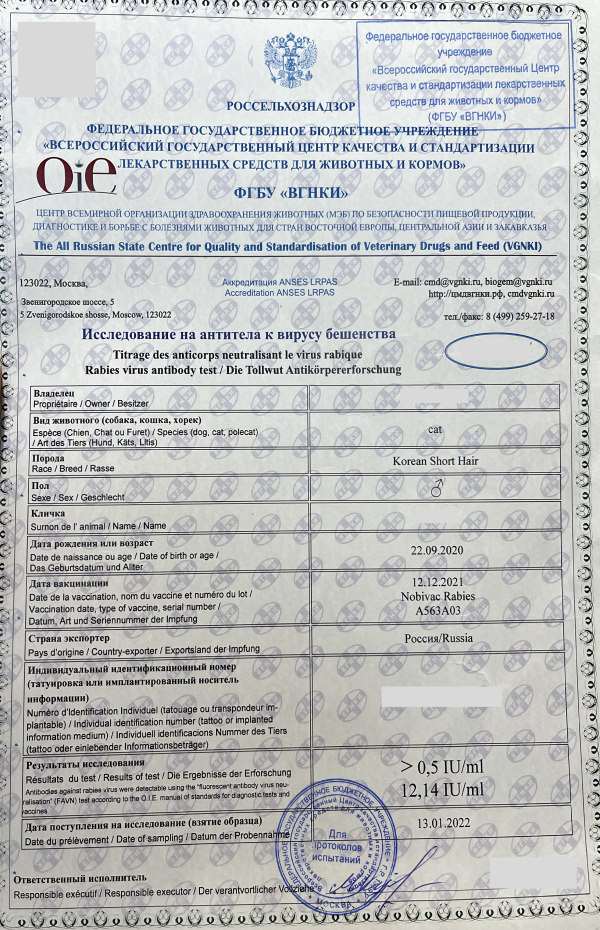 Федеральное государственное бюджетное
учреждение
«Всероссийский государственный Центр
качества и стандартизации лекарственных
средств для животных и кормов»
(ФГБУ «ВГНКИ»)
РОССЕЛЬХОЗНАДЗОР
ФЕДЕРАЛЬНОЕ ГОСУДАРСТВЕННОЕ БЮДЖЕТНОЕ УЧРЕЖДЕНИЕ
«ВСЕРОССИЙСКИЙ ГОСУДАРСТВЕННЫЙ ЦЕНТР КАЧЕСТВА И СТАНДАРТИЗАЦИИ
ЛЕКАРСТВЕННЫХ СРЕДСТВ ДЛЯ ЖИВОТНЫХ И КОРМОВ»
OiE
ФГБУ «ВГНКИ»
ЦЕНТР ВСЕМИРНОЙ ОРГАНИЗАЦИИ ЗДРАВООХРАНЕНИЯ ЖИВОТНЫХ (МЭБ) ПО БЕЗОПАСНОСТИ ПИЩЕВОЙ ПРОДУКЦИИ,
ДИАГНОСТИКЕ И БОРЬБЕ С БОЛЕЗНЯМИ ЖИВОТНЫХ ДЛЯ СТРАН ВОСТОЧНОЙ ЕВРОПЫ, ЦЕНТРАЛЬНОЙ АЗИИ И ЗАКАВКАЗЬЯ
The All Russian State Centre for Quality and Standardisation of Veterinary Drugs and Feed (VGNKI)
123022, Москва,
Звенигородское шоссе, 5
5 Zvenigorodskoe shosse, Moscow, 123022
Аккредитация ANSES LRPAS
Accreditation ANSES LRPAS
E-mail: cmd@vgnki.ru, biogem@vgnki.ru
http://цмдвгнки.рф, cmdvgnki.ru
тел./факс: 8 (499) 259-27-18
Исследование на антитела к вирусу бешенства
Titrage des anticorps neutralisant le virus rabique
Rabies virus antibody test / Die Tollwut Antikörpererforschung
Владелец
Propriétaire / Owner / Besitzer
Вид животного (собака, кошка, хорек)
Espèce (Chien, Chat ou Furet) / Species (dog, cat, polecat)
/ Art des Tiers (Hund, Käts, Litis)
cat
Порода
Race / Breed / Rasse
Korean Short Hair
Пол
Sexe / Sex / Geschlecht
♂
Кличка
Surnon de l' animal / Name / Name
Дата рождения или возраст
Date de naissance ou age / Date of birth or age /
Das Geburtsdatum und Alter
22.09.2020
Дата вакцинации
Date de la vaccination, nom du vaccine et numéro du lot /
Vaccination date, type of vaccine, serial number /
Datum, Art und Seriennummer der Impfung
12.12.2021
Nobivac Rabies
A563A03
Страна экспортер
Pays d'origine / Country-exporter / Exportsland der Impfung
Россия/Russia
Индивидуальный идентификационный номер
(татуировка или имплантированный носитель
информации)
Numéro d'Identification Individuel (tatouage ou transpondeur im-
plantable) / Individual identification number (tattoo or implanted
information medium) / Individuell identificacions Nummer des Tiers
(tattoo oder einlebender Informationsbeträger)
Результаты исследования
Résultats du test / Results of test / Die Ergebnisse der Erforschung
Antibodies against rabies virus were detectable using the "fluorescent antibody virus neu-
ralisation" (FAVN) test according to the O.I.E. manual of standards for diagnostic tests and
vaccines
> 0,5 IU/ml
12,14 IU/ml
Дата поступления на исследование (взятие образца)
Date du prélèvement / Date of sampling / Datum der Probennahme
13.01.2022
Для
протоколов
испытаний
МОСКВА
Ответственный исполнитель
Responsible exécutif / Responsible executor / Der verantvortlicher Vollziehe